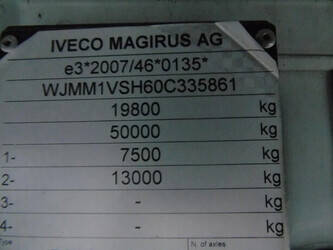 IVECO MAGIRUS AG
e3*2007/46*0135*
WJMM1VSH60C335861
19800 kg
50000 kg
1- 7500 kg
2- 13000 kg
3- - kg
4- - kg
Type N. of axles